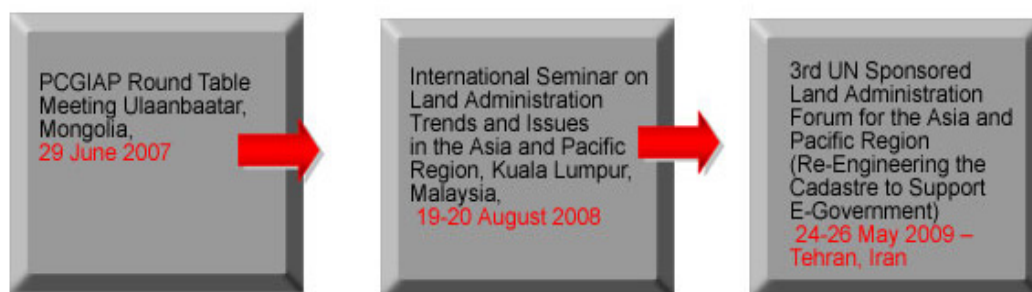 PCGIAP Round Table
Meeting Ulaanbaatar,
Mongolia,
29 June 2007
International Seminar on
Land Administration
Trends and Issues
in the Asia and Pacific
Region, Kuala Lumpur,
Malaysia,
19-20 August 2008
3rd UN Sponsored
Land Administration
Forum for the Asia and
Pacific Region
(Re-Engineering the
Cadastre to Support
E-Government)
24-26 May 2009 –
Tehran, Iran